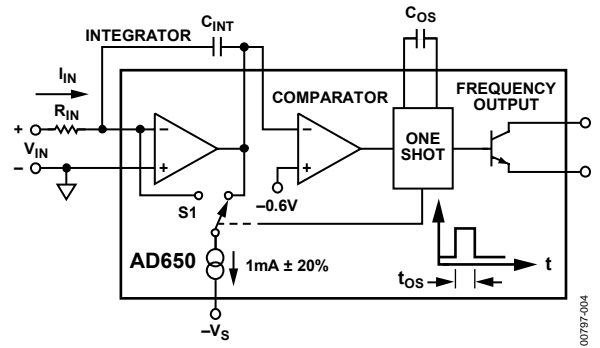 C_INT
C_OS
INTEGRATOR
I_IN
FREQUENCY
OUTPUT
COMPARATOR
R_IN
+
−
−
ONE
SHOT
V_IN
+
+
−
−0.6V
S1
AD650
1mA ± 20%
t
t_OS
−V_S
00797-004